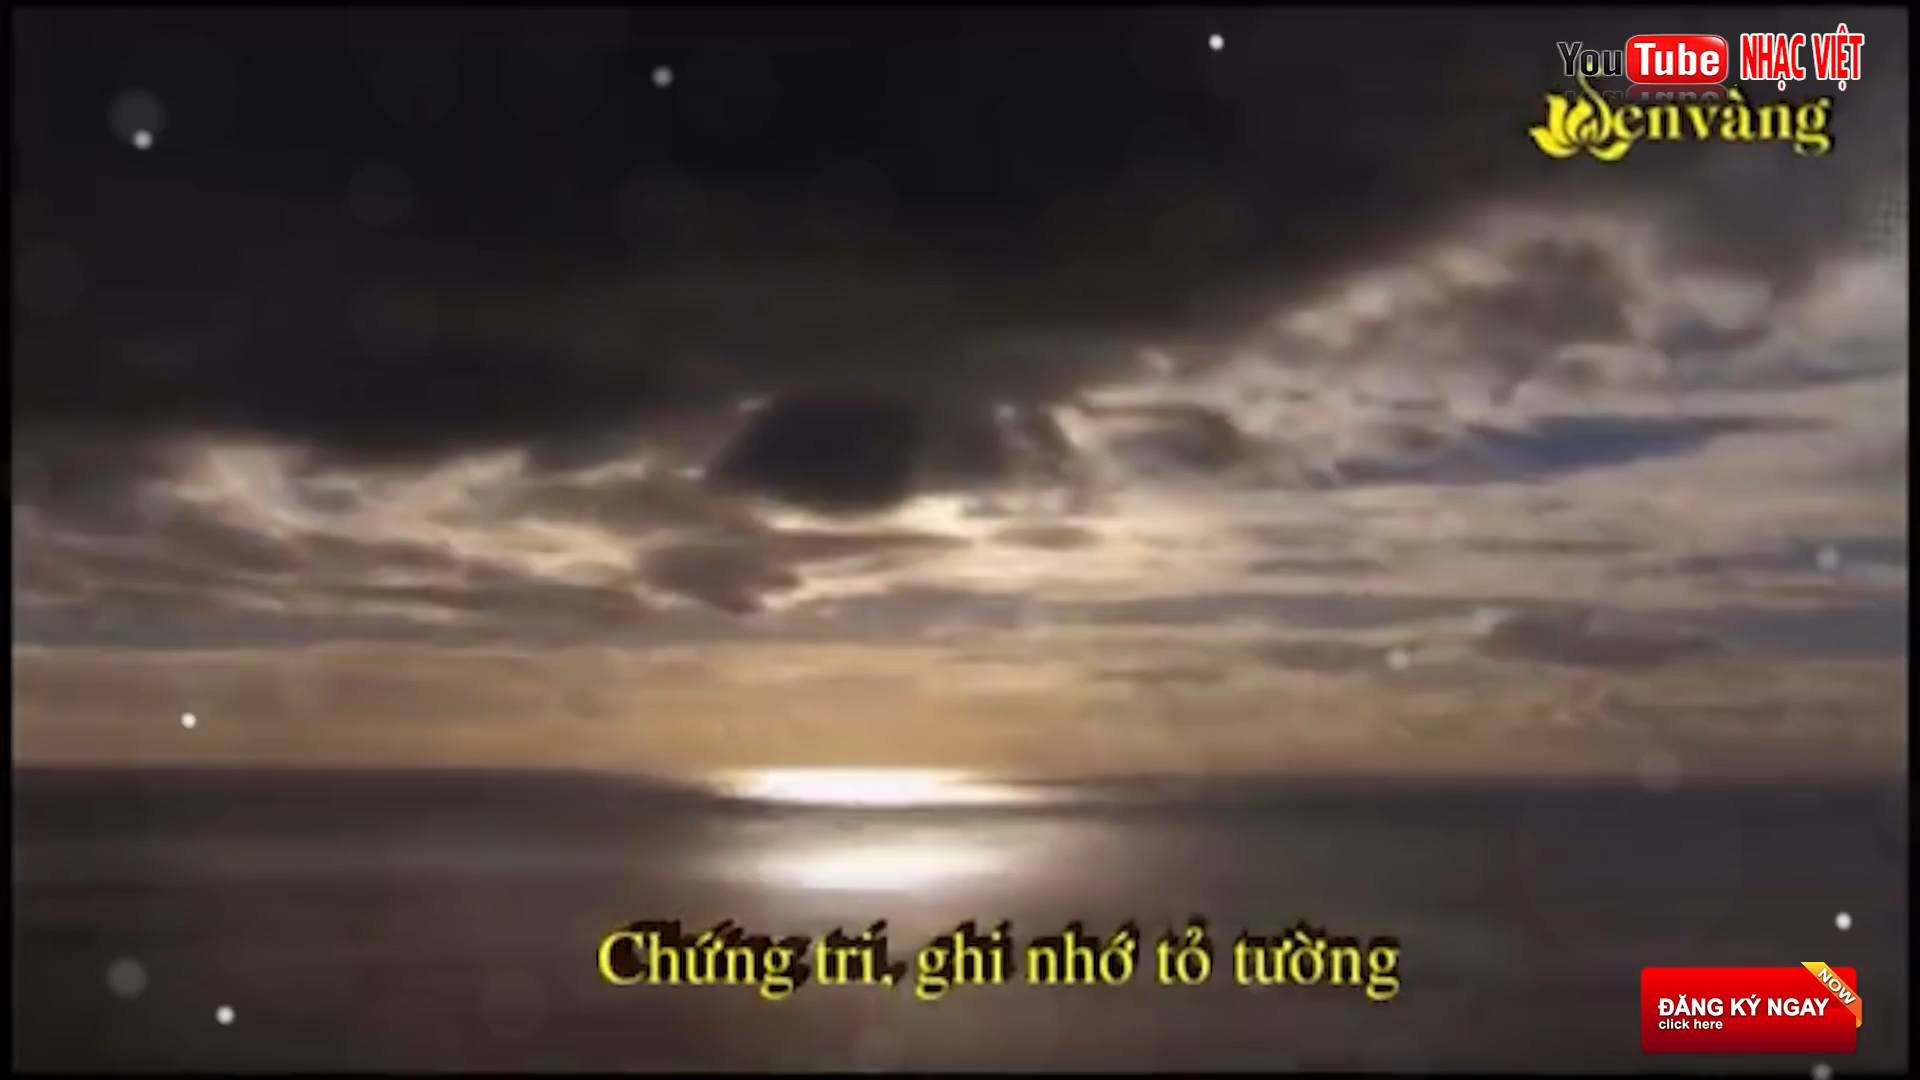 YouTube NHẠC VIỆT
Senvàng
Chứng tri, ghi nhớ tỏ tường
NOW
ĐĂNG KÝ NGAY
click here